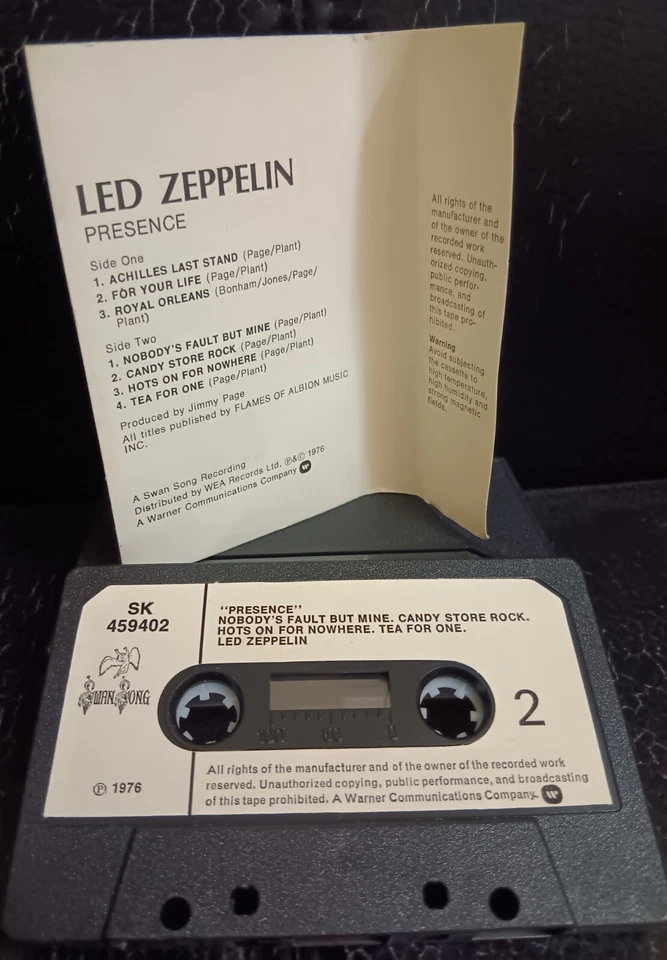 LED ZEPPELIN
PRESENCE
Side One
1. ACHILLES LAST STAND (Page/Plant)
2. FOR YOUR LIFE (Page/Plant)
3. ROYAL ORLEANS (Bonham/Jones/Page/
Plant)
Side Two
1. NOBODY'S FAULT BUT MINE (Page/Plant)
2. CANDY STORE ROCK (Page/Plant)
3. HOTS ON FOR NOWHERE (Page/Plant)
4. TEA FOR ONE (Page/Plant)
Produced by Jimmy Page
All titles published by FLAMES OF ALBION MUSIC
INC.
A Swan Song Recording
Distributed by WEA Records Ltd. ℗&© 1976
A Warner Communications Company
All rights of the
manufacturer and
of the owner of the
recorded work
reserved. Unauth-
orized copying,
public perfor-
mance, and
broadcasting of
this tape pro-
hibited.
Warning
Avoid subjecting
the cassette to
high temperature,
high humidity and
strong magnetic
fields.
SK
459402
SWAN SONG
℗ 1976
"PRESENCE"
NOBODY'S FAULT BUT MINE. CANDY STORE ROCK.
HOTS ON FOR NOWHERE. TEA FOR ONE.
LED ZEPPELIN
100 50 0
2
All rights of the manufacturer and of the owner of the recorded work
reserved. Unauthorized copying, public performance, and broadcasting
of this tape prohibited. A Warner Communications Company.